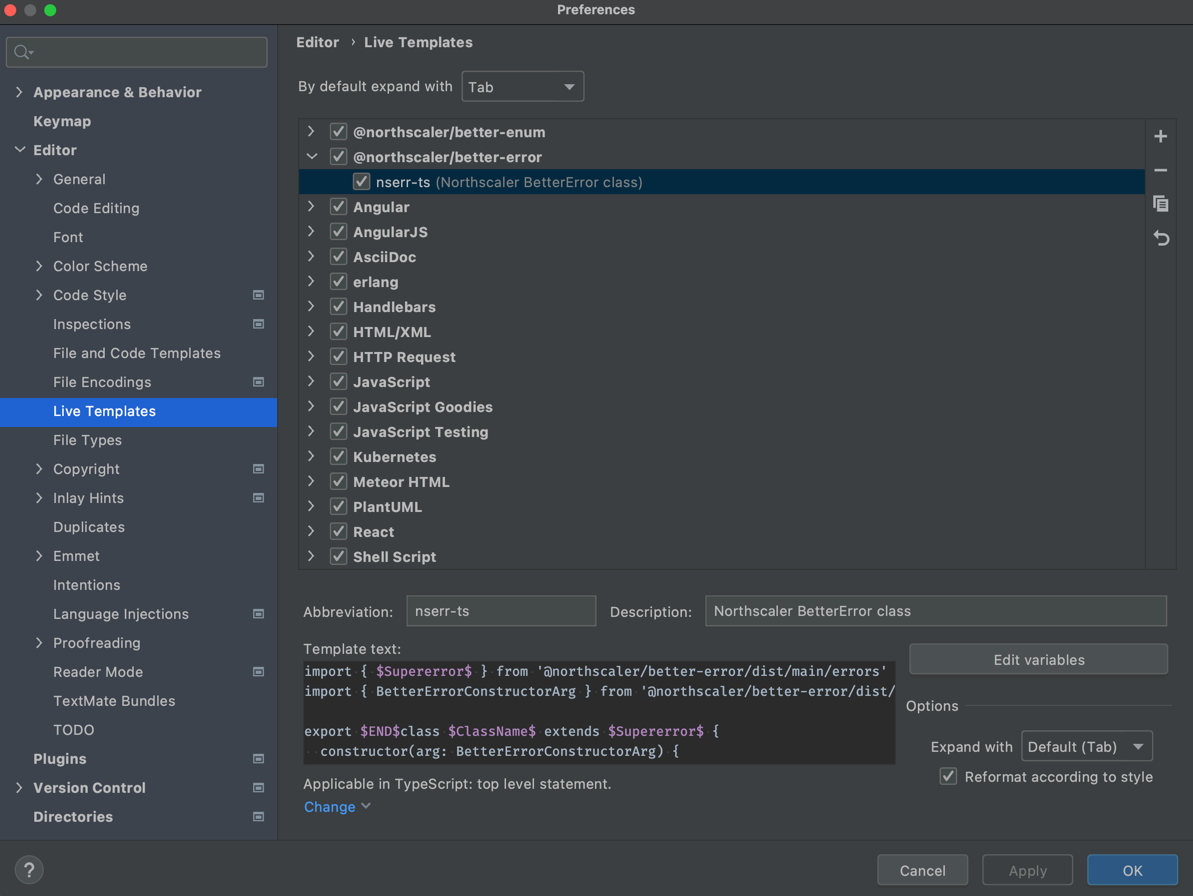 Preferences
Editor › Live Templates
By default expand with Tab
Appearance & Behavior
Keymap
Editor
General
Code Editing
Font
Color Scheme
Code Style
Inspections
File and Code Templates
File Encodings
Live Templates
File Types
Copyright
Inlay Hints
Duplicates
Emmet
Intentions
Language Injections
Proofreading
Reader Mode
TextMate Bundles
TODO
Plugins
Version Control
Directories
@northscaler/better-enum
@northscaler/better-error
nserr-ts (Northscaler BetterError class)
Angular
AngularJS
AsciiDoc
erlang
Handlebars
HTML/XML
HTTP Request
JavaScript
JavaScript Goodies
JavaScript Testing
Kubernetes
Meteor HTML
PlantUML
React
Shell Script
Abbreviation: nserr-ts Description: Northscaler BetterError class
Template text:
import { $Supererror$ } from '@northscaler/better-error/dist/main/errors'
import { BetterErrorConstructorArg } from '@northscaler/better-error/dist/
export $END$class $ClassName$ extends $Supererror$ {
constructor(arg: BetterErrorConstructorArg) {
Edit variables
Options
Expand with Default (Tab)
Reformat according to style
Applicable in TypeScript: top level statement.
Change
?
Cancel Apply OK